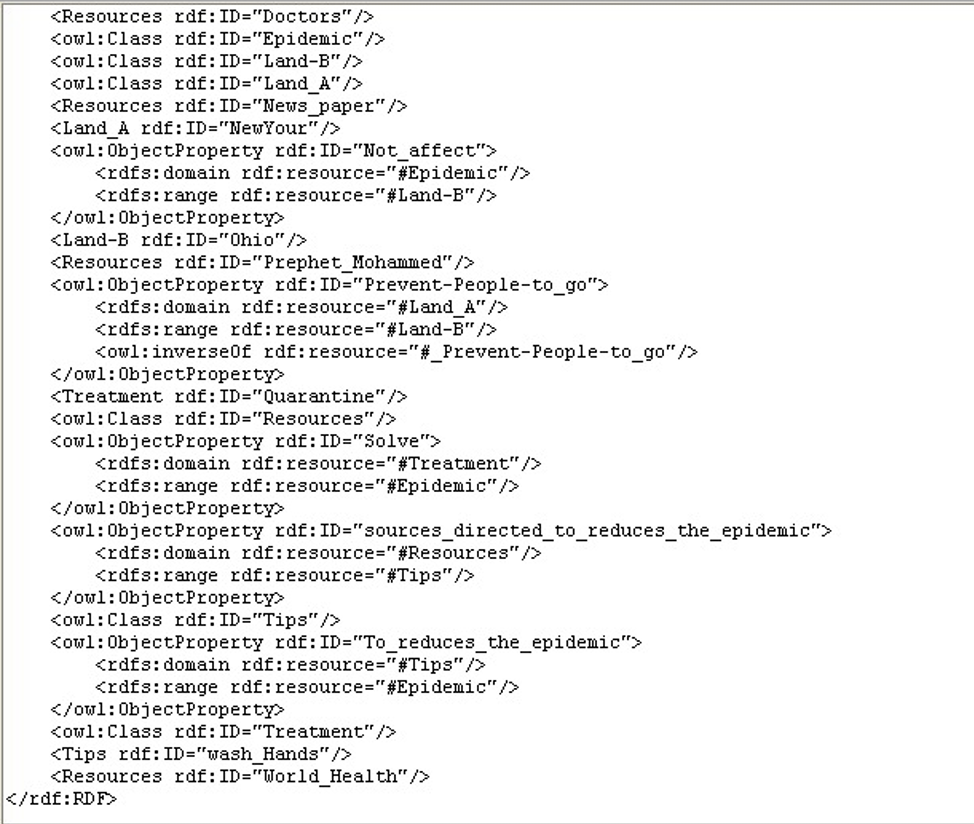 <Resources rdf:ID="Doctors"/>
<owl:Class rdf:ID="Epidemic"/>
<owl:Class rdf:ID="Land-B"/>
<owl:Class rdf:ID="Land_A"/>
<Resources rdf:ID="News_paper"/>
<Land_A rdf:ID="NewYour"/>
<owl:ObjectProperty rdf:ID="Not_affect">
<rdfs:domain rdf:resource="#Epidemic"/>
<rdfs:range rdf:resource="#Land-B"/>
</owl:ObjectProperty>
<Land-B rdf:ID="Ohio"/>
<Resources rdf:ID="Prephet_Mohammed"/>
<owl:ObjectProperty rdf:ID="Prevent-People-to_go">
<rdfs:domain rdf:resource="#Land_A"/>
<rdfs:range rdf:resource="#Land-B"/>
<owl:inverseOf rdf:resource="#_Prevent-People-to_go"/>
</owl:ObjectProperty>
<Treatment rdf:ID="Quarantine"/>
<owl:Class rdf:ID="Resources"/>
<owl:ObjectProperty rdf:ID="Solve">
<rdfs:domain rdf:resource="#Treatment"/>
<rdfs:range rdf:resource="#Epidemic"/>
</owl:ObjectProperty>
<owl:ObjectProperty rdf:ID="sources_directed_to_reduces_the_epidemic">
<rdfs:domain rdf:resource="#Resources"/>
<rdfs:range rdf:resource="#Tips"/>
</owl:ObjectProperty>
<owl:Class rdf:ID="Tips"/>
<owl:ObjectProperty rdf:ID="To_reduces_the_epidemic">
<rdfs:domain rdf:resource="#Tips"/>
<rdfs:range rdf:resource="#Epidemic"/>
</owl:ObjectProperty>
<owl:Class rdf:ID="Treatment"/>
<Tips rdf:ID="wash_Hands"/>
<Resources rdf:ID="World_Health"/>
</rdf:RDF>